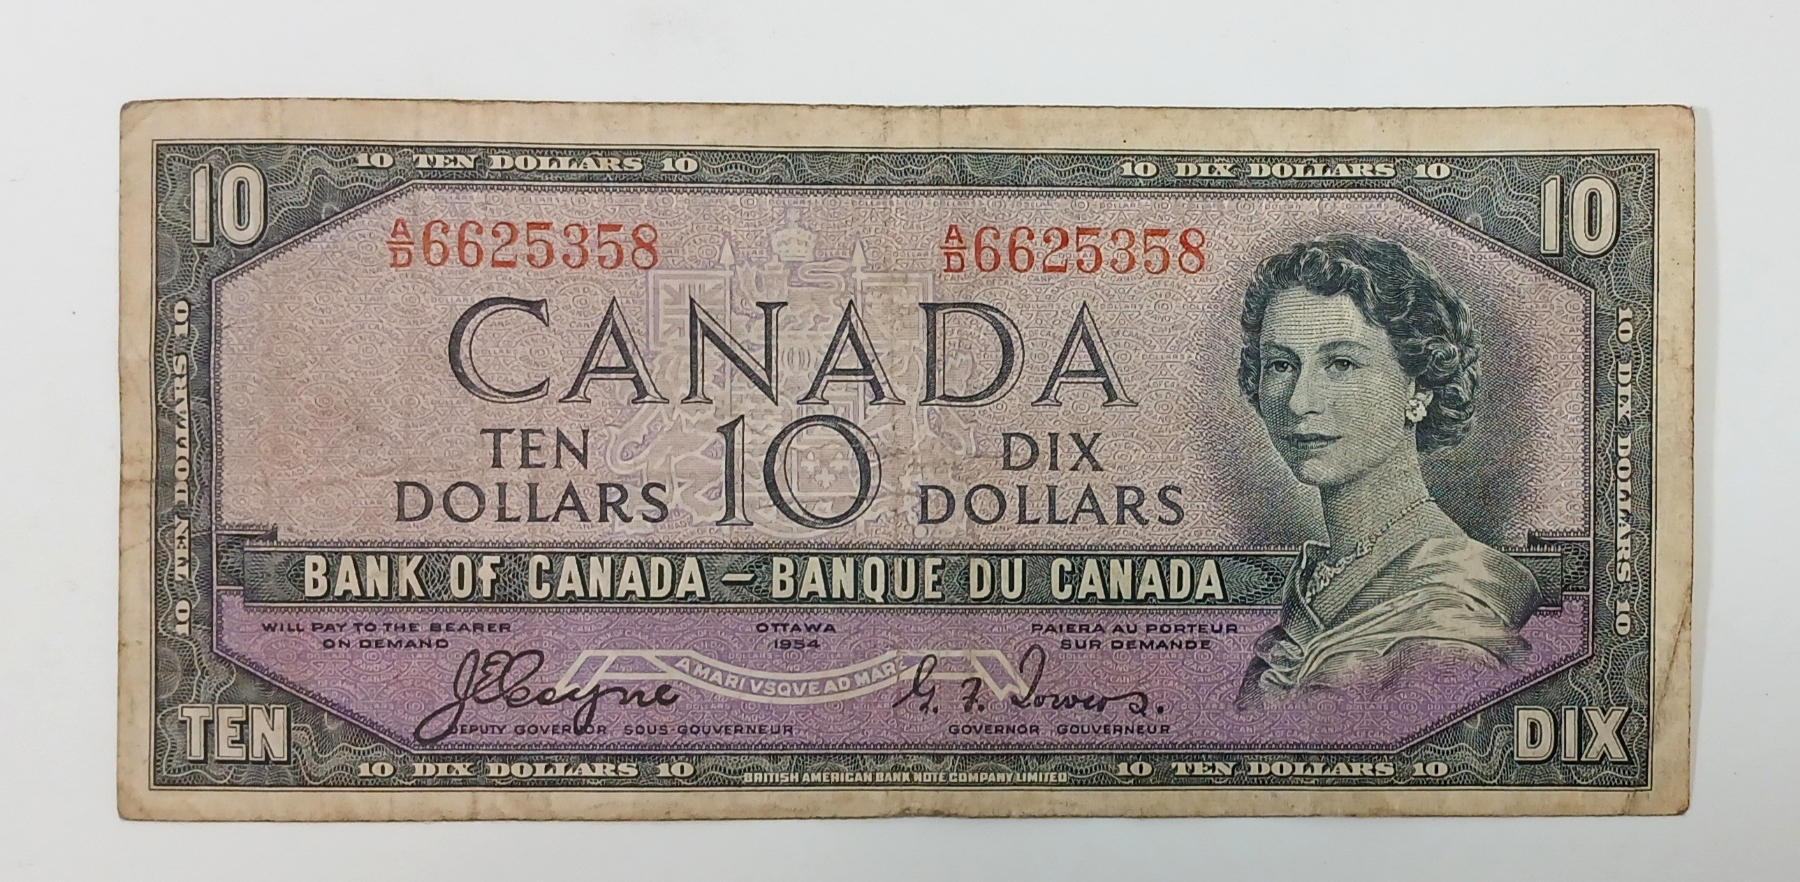 10 TEN DOLLARS 10
10 DIX DOLLARS 10
10
10
A/D 6625358
A/D 6625358
CANADA
TEN DOLLARS
10
DIX DOLLARS
10 TEN DOLLARS 10
10 DIX DOLLARS 10
BANK OF CANADA – BANQUE DU CANADA
WILL PAY TO THE BEARER
ON DEMAND
OTTAWA
1954
PAIERA AU PORTEUR
SUR DEMANDE
A MARI VSQVE AD MARE
J.E. Coyne
G. F. Towers.
DEPUTY GOVERNOR SOUS-GOUVERNEUR
GOVERNOR GOUVERNEUR
TEN
DIX
10 DIX DOLLARS 10
BRITISH AMERICAN BANK NOTE COMPANY LIMITED
10 TEN DOLLARS 10